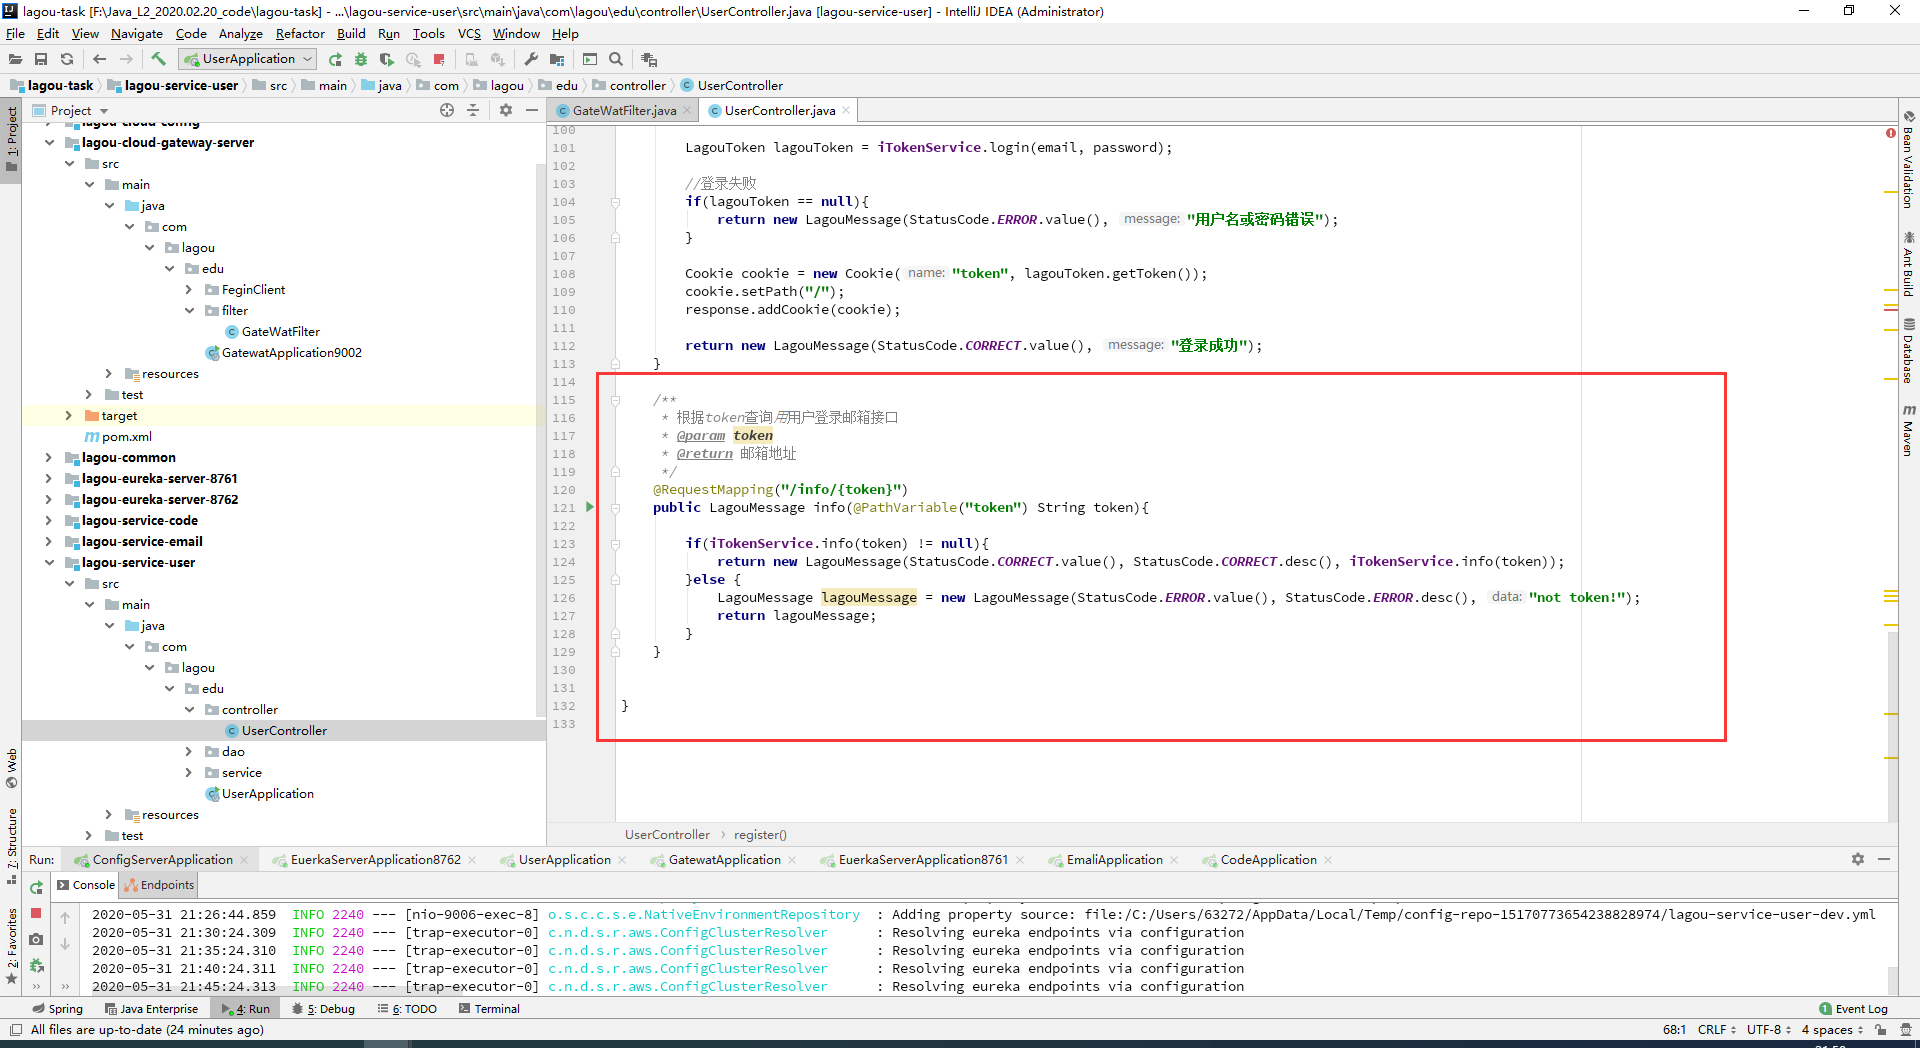 lagou-task [F:\Java_L2_2020.02.20_code\lagou-task] - ...\lagou-service-user\src\main\java\com\lagou\edu\controller\UserController.java [lagou-service-user] - IntelliJ IDEA (Administrator)
File Edit View Navigate Code Analyze Refactor Build Run Tools VCS Window Help
UserApplication
lagou-task lagou-service-user src main java com lagou edu controller UserController
1: Project
Project
GateWatFilter.java UserController.java
lagou-cloud-config
lagou-cloud-gateway-server
src
main
java
com
lagou
edu
FeginClient
filter
GateWatFilter
GatewatApplication9002
resources
test
target
pom.xml
lagou-common
lagou-eureka-server-8761
lagou-eureka-server-8762
lagou-service-code
lagou-service-email
lagou-service-user
src
main
java
com
lagou
edu
controller
UserController
dao
service
UserApplication
resources
test
100
101 LagouToken lagouToken = iTokenService.login(email, password);
102
103 //登录失败
104 if(lagouToken == null){
105 return new LagouMessage(StatusCode.ERROR.value(), message: "用户名或密码错误");
106 }
107
108 Cookie cookie = new Cookie( name: "token", lagouToken.getToken());
109 cookie.setPath("/");
110 response.addCookie(cookie);
111
112 return new LagouMessage(StatusCode.CORRECT.value(), message: "登录成功");
113 }
114
115 /**
116 * 根据token查询用户登录邮箱接口
117 * @param token
118 * @return 邮箱地址
119 */
120 @RequestMapping("/info/{token}")
121 public LagouMessage info(@PathVariable("token") String token){
122
123 if(iTokenService.info(token) != null){
124 return new LagouMessage(StatusCode.CORRECT.value(), StatusCode.CORRECT.desc(), iTokenService.info(token));
125 }else {
126 LagouMessage lagouMessage = new LagouMessage(StatusCode.ERROR.value(), StatusCode.ERROR.desc(), data: "not token!");
127 return lagouMessage;
128 }
129 }
130
131
132 }
133
UserController › register()
Bean Validation
Ant Build
Database
Maven
Web
7: Structure
2: Favorites
Run: ConfigServerApplication EuerkaServerApplication8762 UserApplication GatewatApplication EuerkaServerApplication8761 EmaliApplication CodeApplication
Console Endpoints
2020-05-31 21:26:44.859 INFO 2240 --- [nio-9006-exec-8] o.s.c.c.s.e.NativeEnvironmentRepository : Adding property source: file:/C:/Users/63272/AppData/Local/Temp/config-repo-15170773654238828974/lagou-service-user-dev.yml
2020-05-31 21:30:24.309 INFO 2240 --- [trap-executor-0] c.n.d.s.r.aws.ConfigClusterResolver : Resolving eureka endpoints via configuration
2020-05-31 21:35:24.310 INFO 2240 --- [trap-executor-0] c.n.d.s.r.aws.ConfigClusterResolver : Resolving eureka endpoints via configuration
2020-05-31 21:40:24.311 INFO 2240 --- [trap-executor-0] c.n.d.s.r.aws.ConfigClusterResolver : Resolving eureka endpoints via configuration
2020-05-31 21:45:24.313 INFO 2240 --- [trap-executor-0] c.n.d.s.r.aws.ConfigClusterResolver : Resolving eureka endpoints via configuration
Spring Java Enterprise 4: Run 5: Debug 6: TODO Terminal 1 Event Log
All files are up-to-date (24 minutes ago) 68:1 CRLF UTF-8 4 spaces